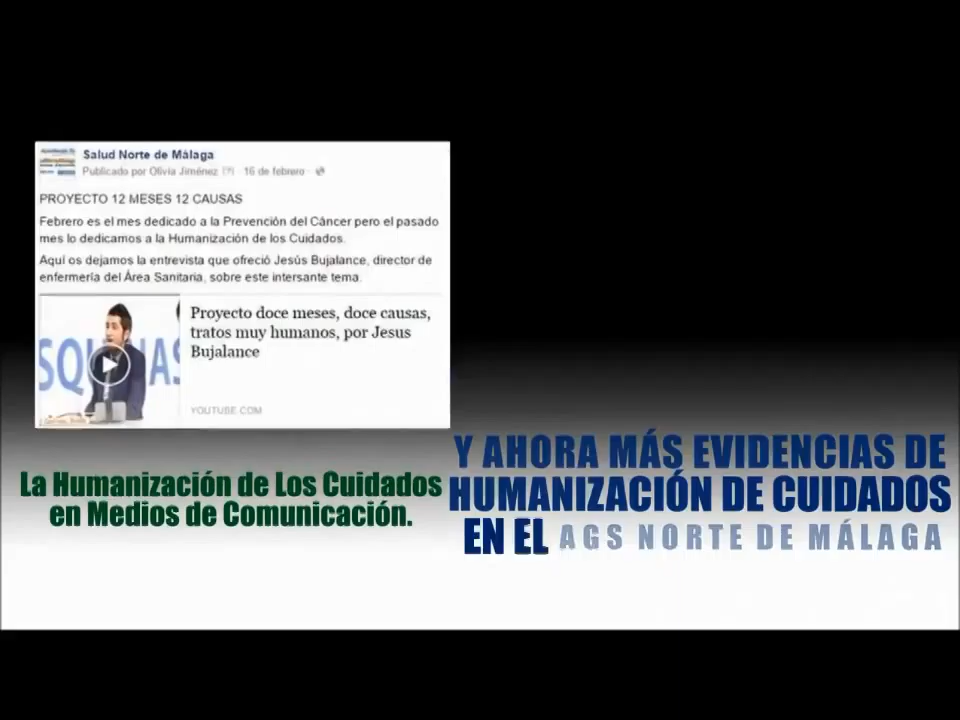 Salud Norte de Málaga
Publicado por Olivia Jiménez [?] · 16 de febrero ·
PROYECTO 12 MESES 12 CAUSAS
Febrero es el mes dedicado a la Prevención del Cáncer pero el pasado
mes lo dedicamos a la Humanización de los Cuidados.
Aquí os dejamos la entrevista que ofreció Jesús Bujalance, director de
enfermería del Área Sanitaria, sobre este intersante tema.
SQUINAS
Proyecto doce meses, doce causas,
tratos muy humanos, por Jesus
Bujalance
YOUTUBE.COM
La Humanización de Los Cuidados
en Medios de Comunicación.
Y AHORA MÁS EVIDENCIAS DE
HUMANIZACIÓN DE CUIDADOS
EN EL AGS NORTE DE MÁLAGA